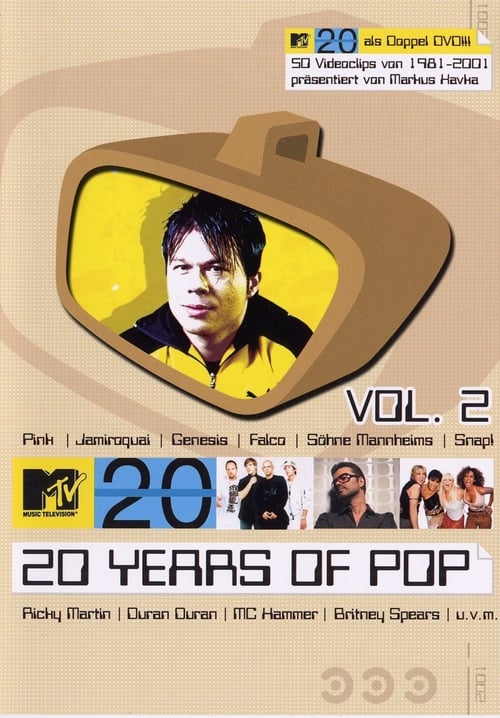 2001
MTV 20 als Doppel DVD!!!
50 Videoclips von 1981-2001
präsentiert von Markus Kavka
VOL. 2
Pink | Jamiroquai | Genesis | Falco | Söhne Mannheims | Snap!
MTV
MUSIC TELEVISION®
20
20 YEARS OF POP
Ricky Martin | Duran Duran | MC Hammer | Britney Spears | u.v.m.
2001